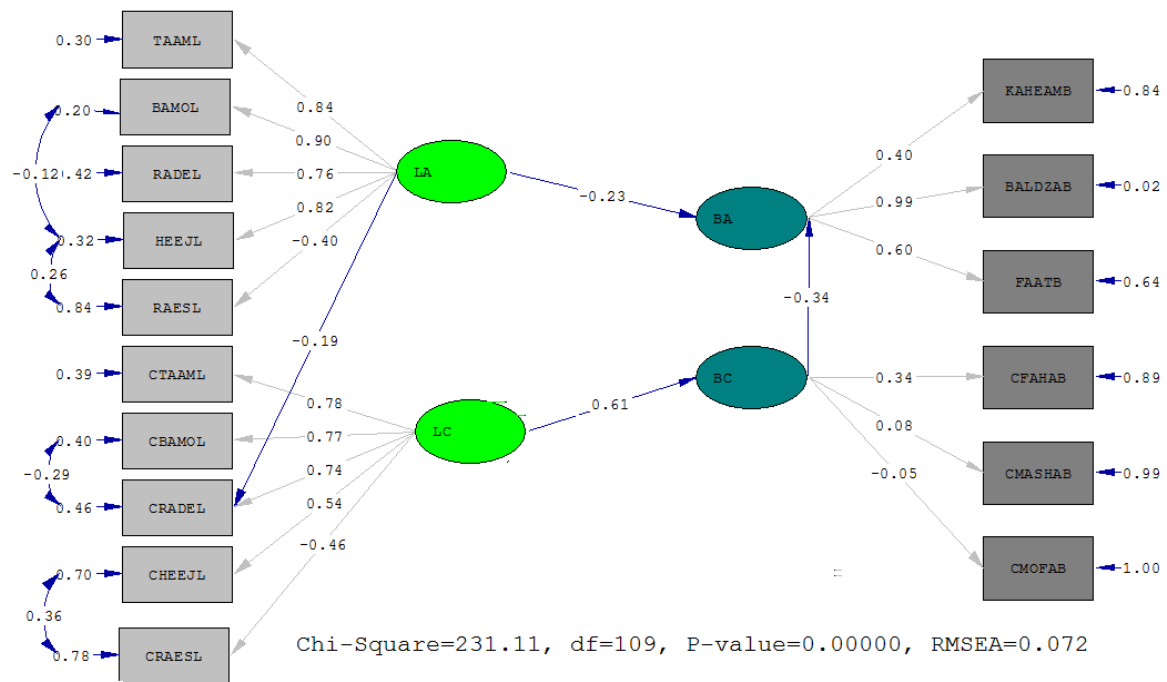 0.30 TAAML
0.20 BAMOL
-0.12 1.42 RADEL
0.32 HEEJL
0.26
0.84 RAESL
0.39 CTAAML
0.40 CBAMOL
-0.29
0.46 CRADEL
0.70 CHEEJL
0.36
0.78 CRAESL
0.84
0.90
0.76
0.82
-0.40
LA
-0.19
0.78
0.77
0.74
0.54
-0.46
LC
-0.23
0.61
BA
-0.34
BC
0.40
0.99
0.60
0.34
0.08
-0.05
KAHEAMB 0.84
BALDZAB 0.02
FAATB 0.64
CFAHAB 0.89
CMASHAB 0.99
CMOFAB 1.00
Chi-Square=231.11, df=109, P-value=0.00000, RMSEA=0.072